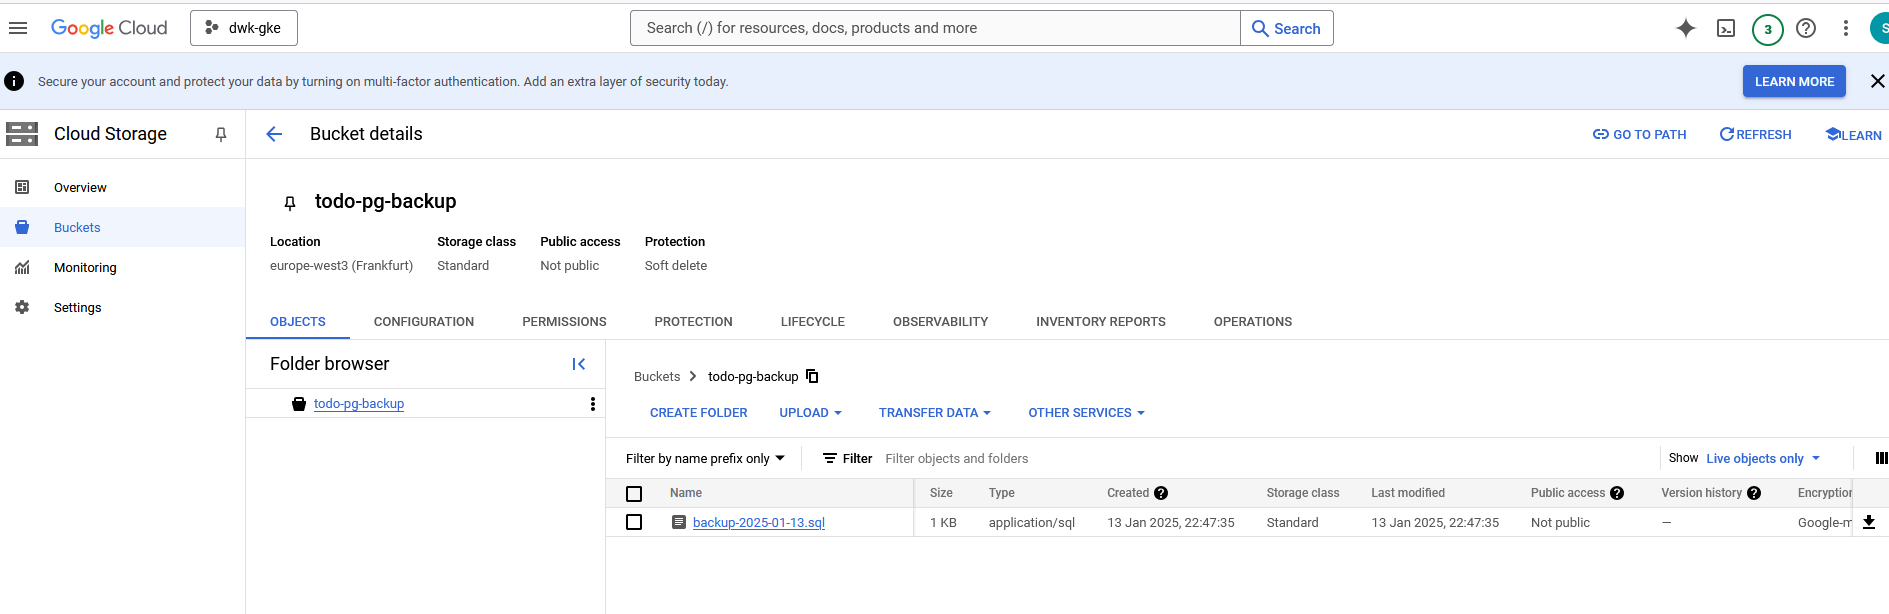 Google Cloud
dwk-gke
Search (/) for resources, docs, products and more
Search
3
S
Secure your account and protect your data by turning on multi-factor authentication. Add an extra layer of security today.
LEARN MORE
Cloud Storage
Bucket details
GO TO PATH
REFRESH
LEARN
Overview
Buckets
Monitoring
Settings
todo-pg-backup
Location Storage class Public access Protection
europe-west3 (Frankfurt) Standard Not public Soft delete
OBJECTS CONFIGURATION PERMISSIONS PROTECTION LIFECYCLE OBSERVABILITY INVENTORY REPORTS OPERATIONS
Folder browser
todo-pg-backup
Buckets > todo-pg-backup
CREATE FOLDER UPLOAD TRANSFER DATA OTHER SERVICES
Filter by name prefix only Filter Filter objects and folders Show Live objects only
Name Size Type Created Storage class Last modified Public access Version history Encryption
backup-2025-01-13.sql 1 KB application/sql 13 Jan 2025, 22:47:35 Standard 13 Jan 2025, 22:47:35 Not public — Google-m